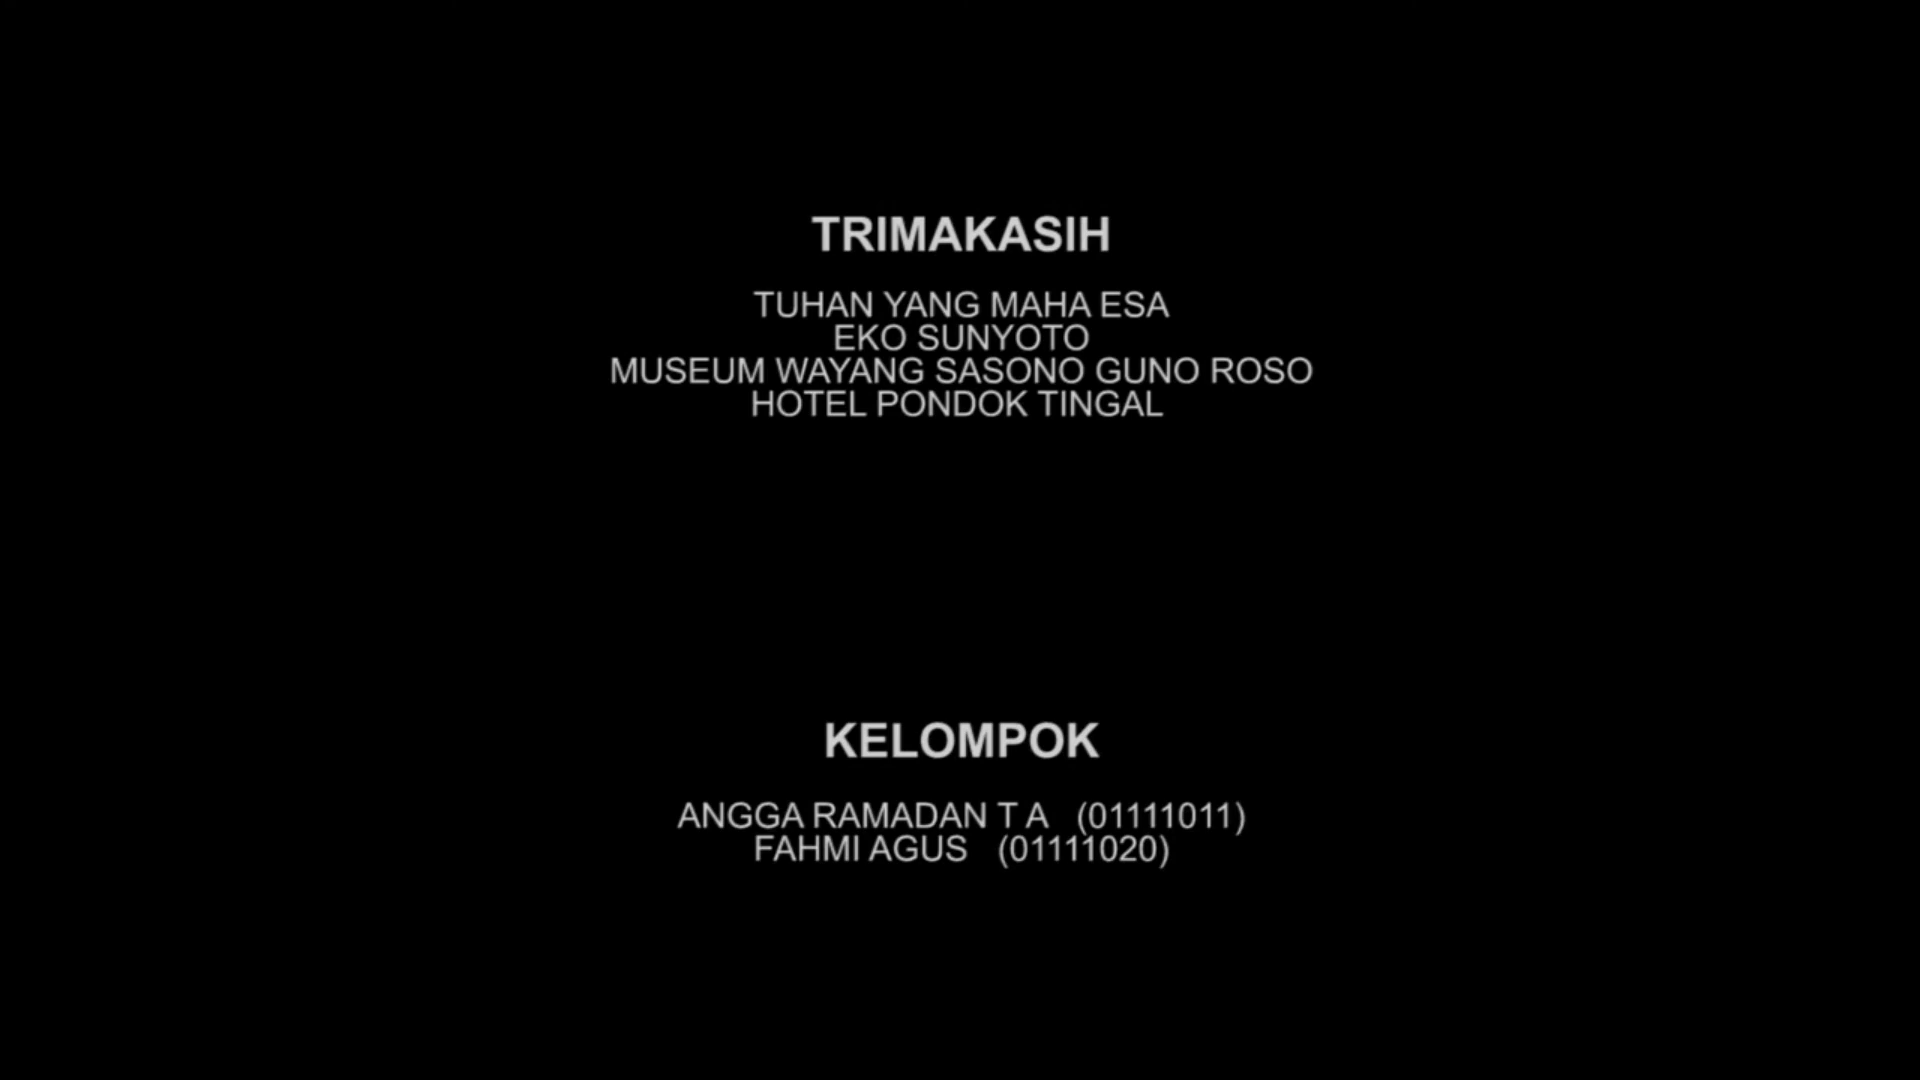 TRIMAKASIH
TUHAN YANG MAHA ESA
EKO SUNYOTO
MUSEUM WAYANG SASONO GUNO ROSO
HOTEL PONDOK TINGAL
KELOMPOK
ANGGA RAMADAN T A (01111011)
FAHMI AGUS (01111020)